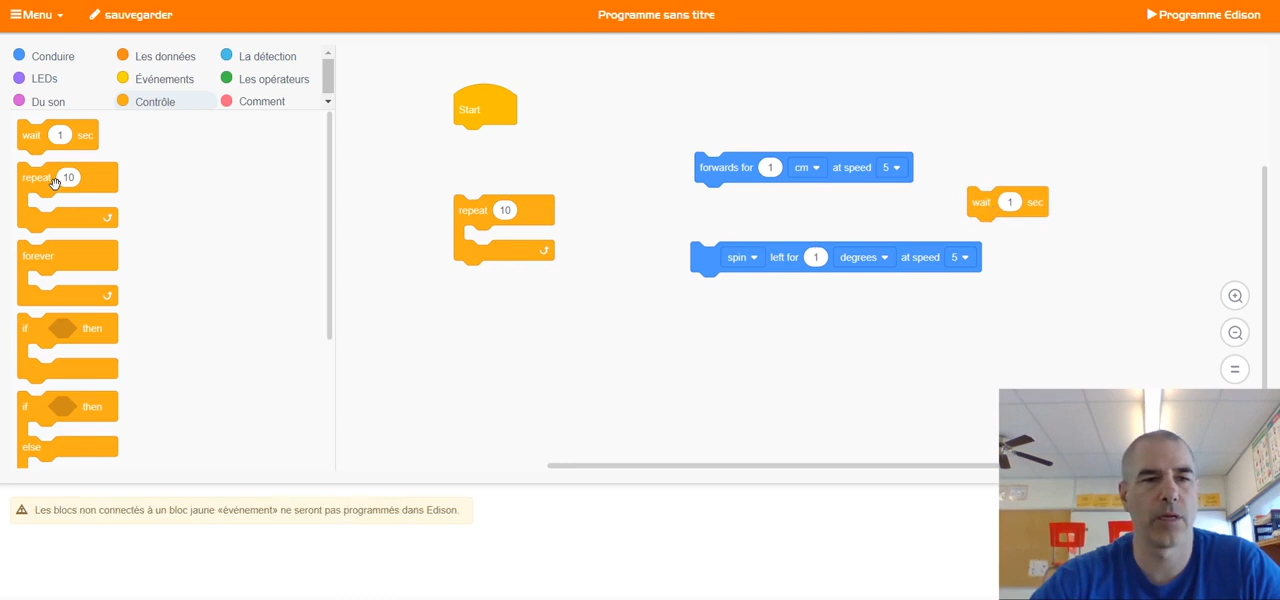 Menu
sauvegarder
Programme sans titre
Programme Edison
Conduire
Les données
La détection
LEDs
Événements
Les opérateurs
Du son
Contrôle
Comment
wait 1 sec
repeat 10
forever
if then
if then
else
Start
repeat 10
forwards for 1 cm at speed 5
wait 1 sec
spin left for 1 degrees at speed 5
Les blocs non connectés à un bloc jaune «événement» ne seront pas programmés dans Edison.